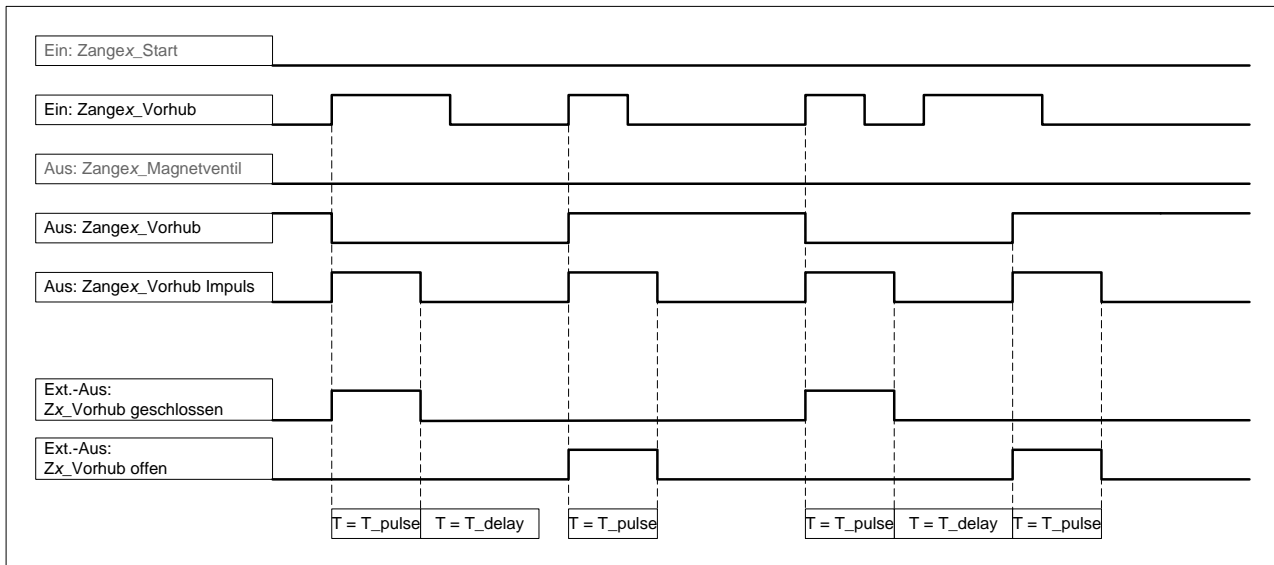 Ein: Zangex_Start
Ein: Zangex_Vorhub
Aus: Zangex_Magnetventil
Aus: Zangex_Vorhub
Aus: Zangex_Vorhub Impuls
Ext.-Aus:
Zx_Vorhub geschlossen
Ext.-Aus:
Zx_Vorhub offen
T = T_pulse T = T_delay T = T_pulse T = T_pulse T = T_delay T = T_pulse